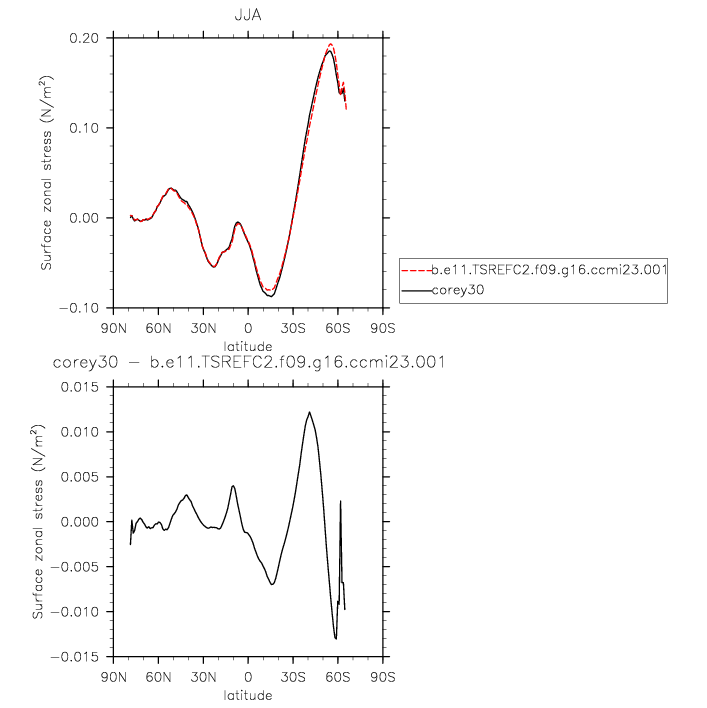 JJA
0.20
0.10
0.00
−0.10
Surface zonal stress (N/m²)
90N 60N 30N 0 30S 60S 90S
latitude
b.e11.TSREFC2.f09.g16.ccmi23.001
corey30
corey30 − b.e11.TSREFC2.f09.g16.ccmi23.001
0.015
0.010
0.005
0.000
−0.005
−0.010
−0.015
Surface zonal stress (N/m²)
90N 60N 30N 0 30S 60S 90S
latitude